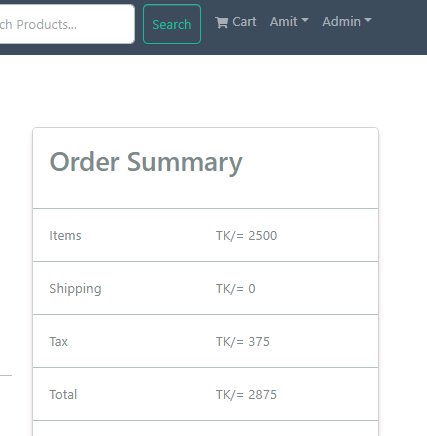 ch Products...
Search
Cart
Amit
Admin
Order Summary
Items TK/= 2500
Shipping TK/= 0
Tax TK/= 375
Total TK/= 2875